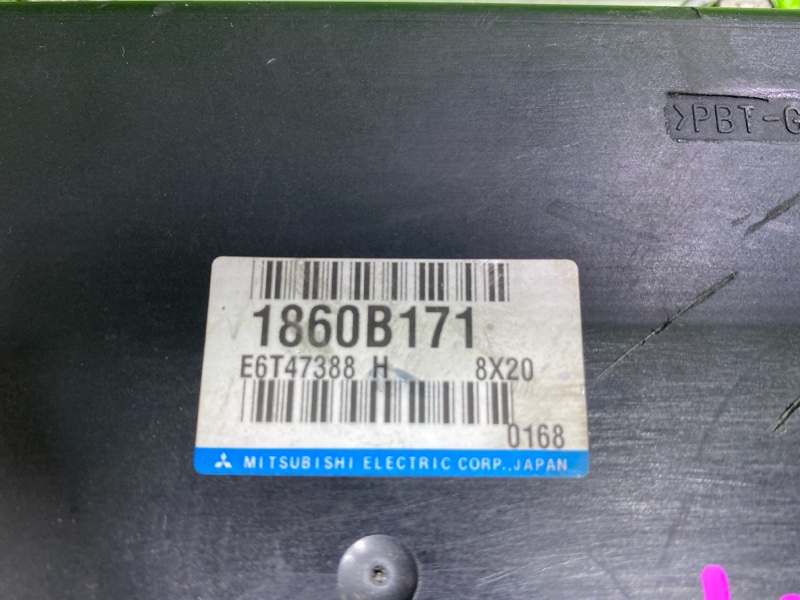 >PBT-G
1860B171
E6T47388 H 8X20
0168
MITSUBISHI ELECTRIC CORP., JAPAN